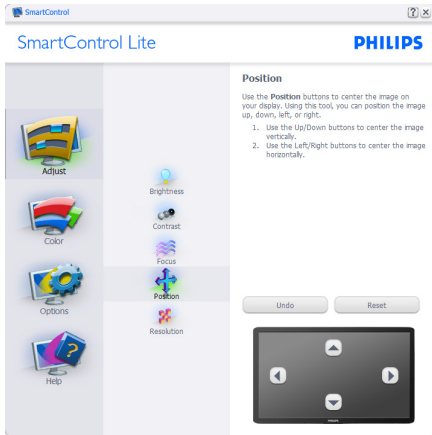 SmartControl
SmartControl Lite
PHILIPS
Adjust
Color
Options
Help
Brightness
Contrast
Focus
Position
Resolution
Position
Use the Position buttons to center the image on
your display. Using this tool, you can position the image
up, down, left, or right.
1. Use the Up/Down buttons to center the image
vertically.
2. Use the Left/Right buttons to center the image
horizontally.
Undo
Reset
PHILIPS